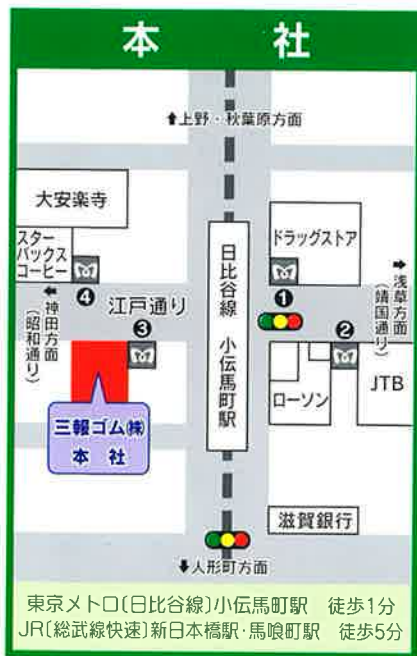 本 社
↑上野・秋葉原方面
大安楽寺
スター
バックス
コーヒー
ドラッグストア
日比谷線 小伝馬町駅
❶
❹
江戸通り
→浅草方面
(靖国通り)
←神田方面
(昭和通り)
❸
❷
ローソン
JTB
三報ゴム㈱
本 社
滋賀銀行
↓人形町方面
東京メトロ〔日比谷線〕小伝馬町駅 徒歩1分
JR〔総武線快速〕新日本橋駅・馬喰町駅 徒歩5分